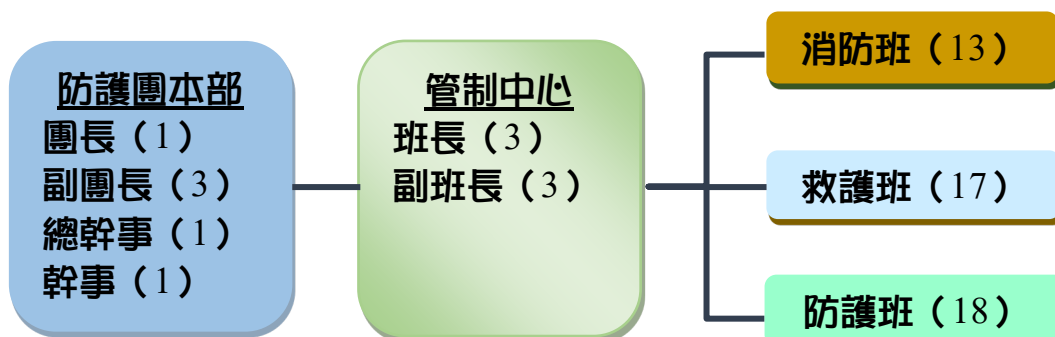 防護團本部
團長（1）
副團長（3）
總幹事（1）
幹事（1）
管制中心
班長（3）
副班長（3）
消防班（13）
救護班（17）
防護班（18）